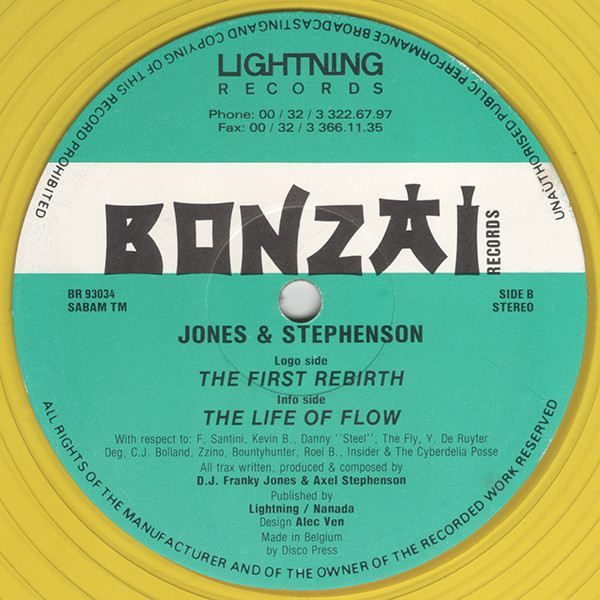 UNAUTHORISED PUBLIC PERFORMANCE BROADCASTING AND COPYING OF THIS RECORD PROHIBITED
LIGHTNING
RECORDS
Phone: 00 / 32 / 3 322.67.97
Fax: 00 / 32 / 3 366.11.35
BONZAI
RECORDS
BR 93034
SABAM TM
SIDE B
STEREO
JONES & STEPHENSON
Logo side
THE FIRST REBIRTH
Info side
THE LIFE OF FLOW
With respect to: F. Santini, Kevin B., Danny ''Steel'', The Fly, Y. De Ruyter
Deg, C.J. Bolland, Zzino, Bountyhunter, Roel B., Insider & The Cyberdelia Posse
All trax written, produced & composed by
D.J. Franky Jones & Axel Stephenson
Published by
Lightning / Nanada
Design Alec Ven
Made in Belgium
by Disco Press
ALL RIGHTS OF THE MANUFACTURER AND OF THE OWNER OF THE RECORDED WORK RESERVED